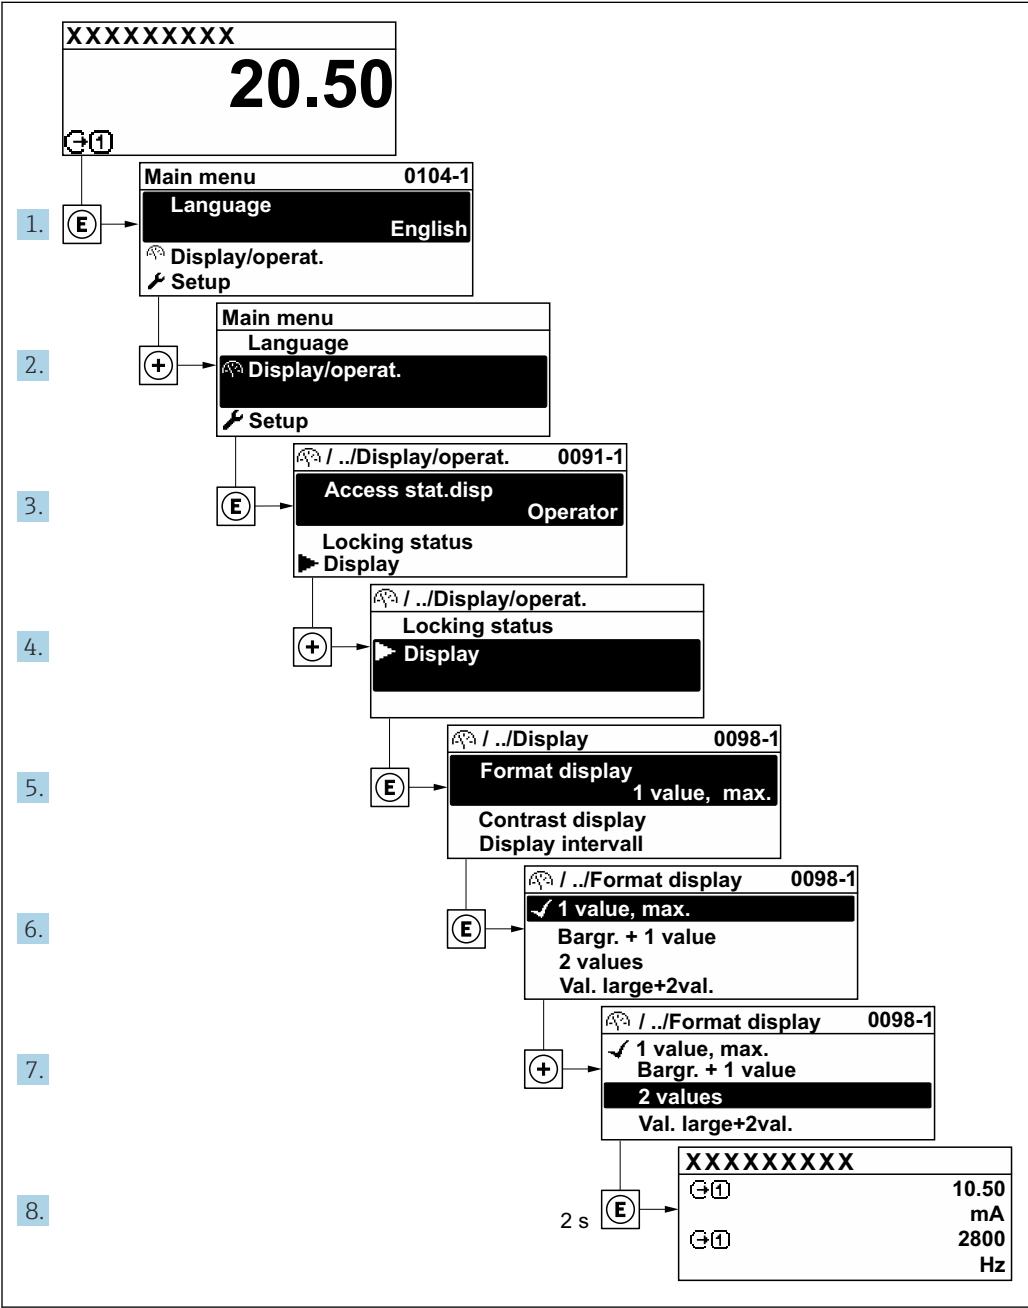 XXXXXXXXX
20.50
1
Main menu 0104-1
Language
English
Display/operat.
Setup
1. E
Main menu
Language
Display/operat.
Setup
2. +
/ ../Display/operat. 0091-1
Access stat.disp
Operator
Locking status
Display
3. E
/ ../Display/operat.
Locking status
Display
4. +
/ ../Display 0098-1
Format display
1 value, max.
Contrast display
Display intervall
5. E
/ ../Format display 0098-1
1 value, max.
Bargr. + 1 value
2 values
Val. large+2val.
6. E
/ ../Format display 0098-1
1 value, max.
Bargr. + 1 value
2 values
Val. large+2val.
7. +
XXXXXXXXX
1 10.50
mA
1 2800
Hz
8. 2 s E